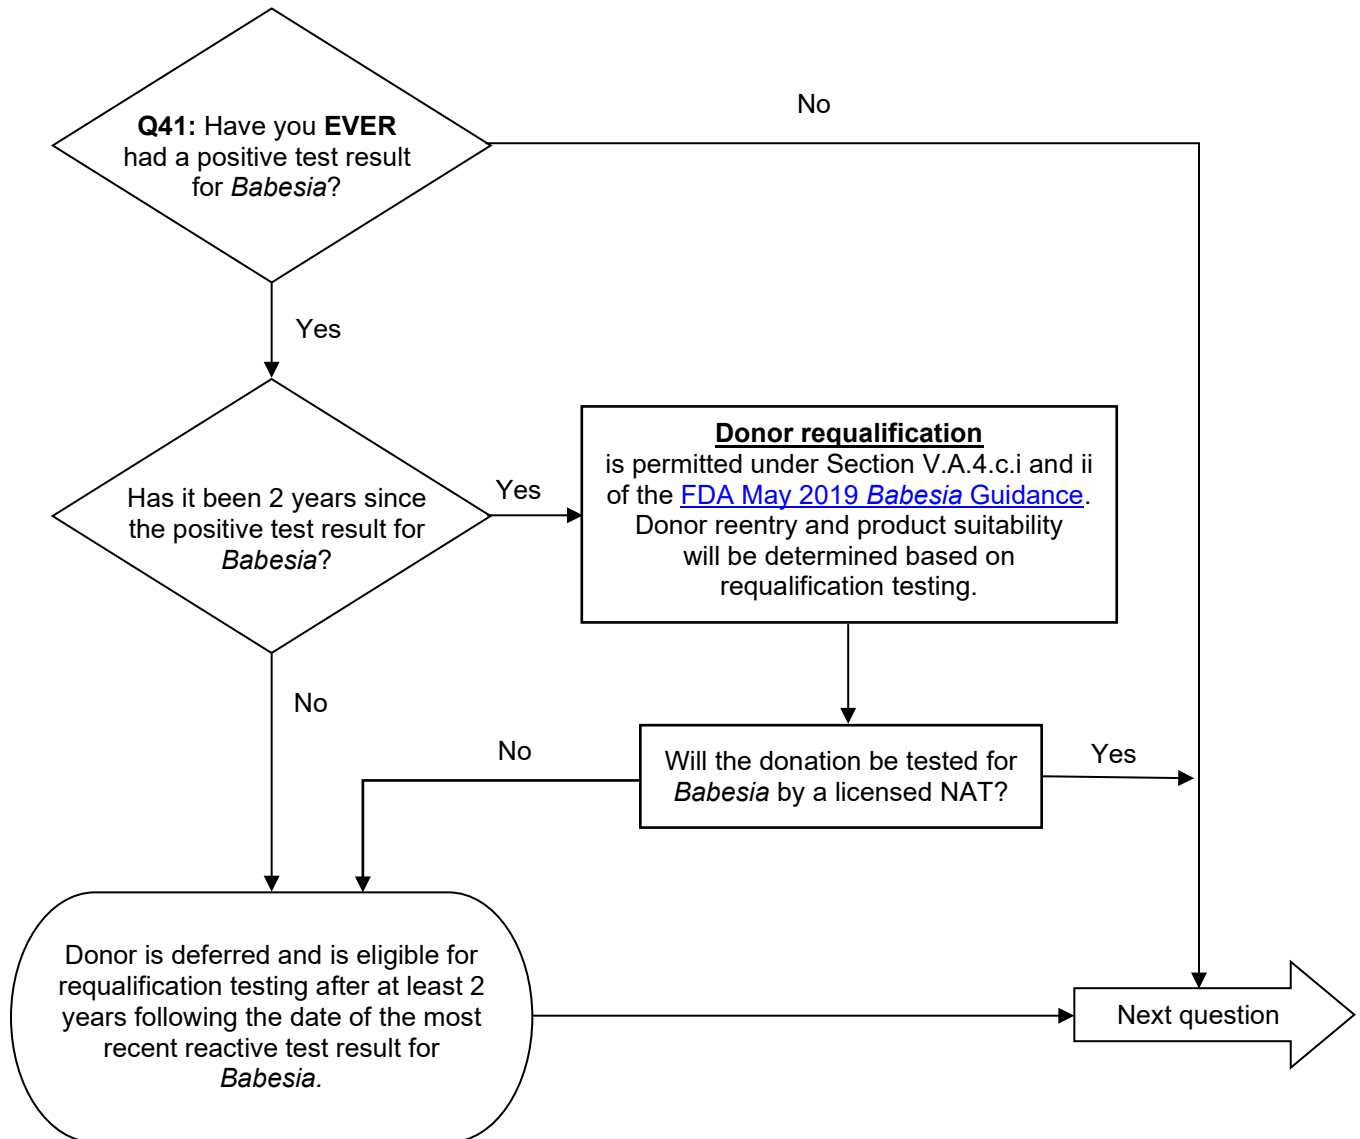 No
Q41: Have you EVER
had a positive test result
for Babesia?
Yes
Donor requalification
is permitted under Section V.A.4.c.i and ii
of the FDA May 2019 Babesia Guidance.
Donor reentry and product suitability
will be determined based on
requalification testing.
Has it been 2 years since
the positive test result for
Babesia?
Yes
No
No
Will the donation be tested for
Babesia by a licensed NAT?
Yes
Donor is deferred and is eligible for
requalification testing after at least 2
years following the date of the most
recent reactive test result for
Babesia.
Next question